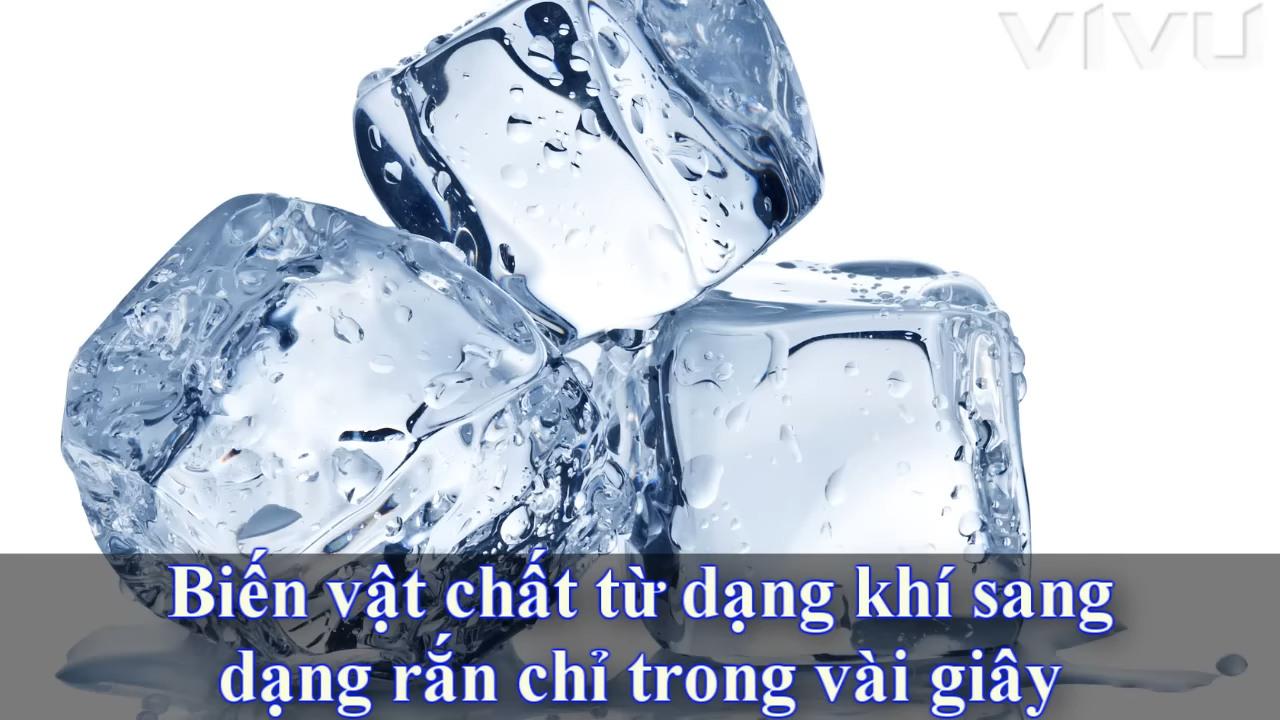 VIVU
Biến vật chất từ dạng khí sang
dạng rắn chỉ trong vài giây